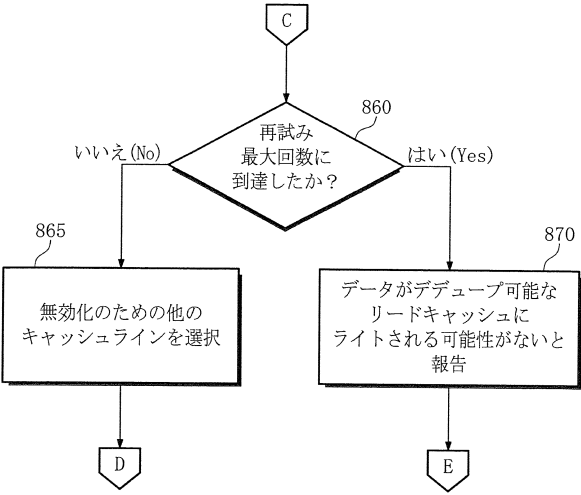 C
860
再試み
最大回数に
到達したか？
いいえ(No)
はい(Yes)
865
無効化のための他の
キャッシュラインを選択
870
データがデデュープ可能な
リードキャッシュに
ライトされる可能性がないと
報告
D
E